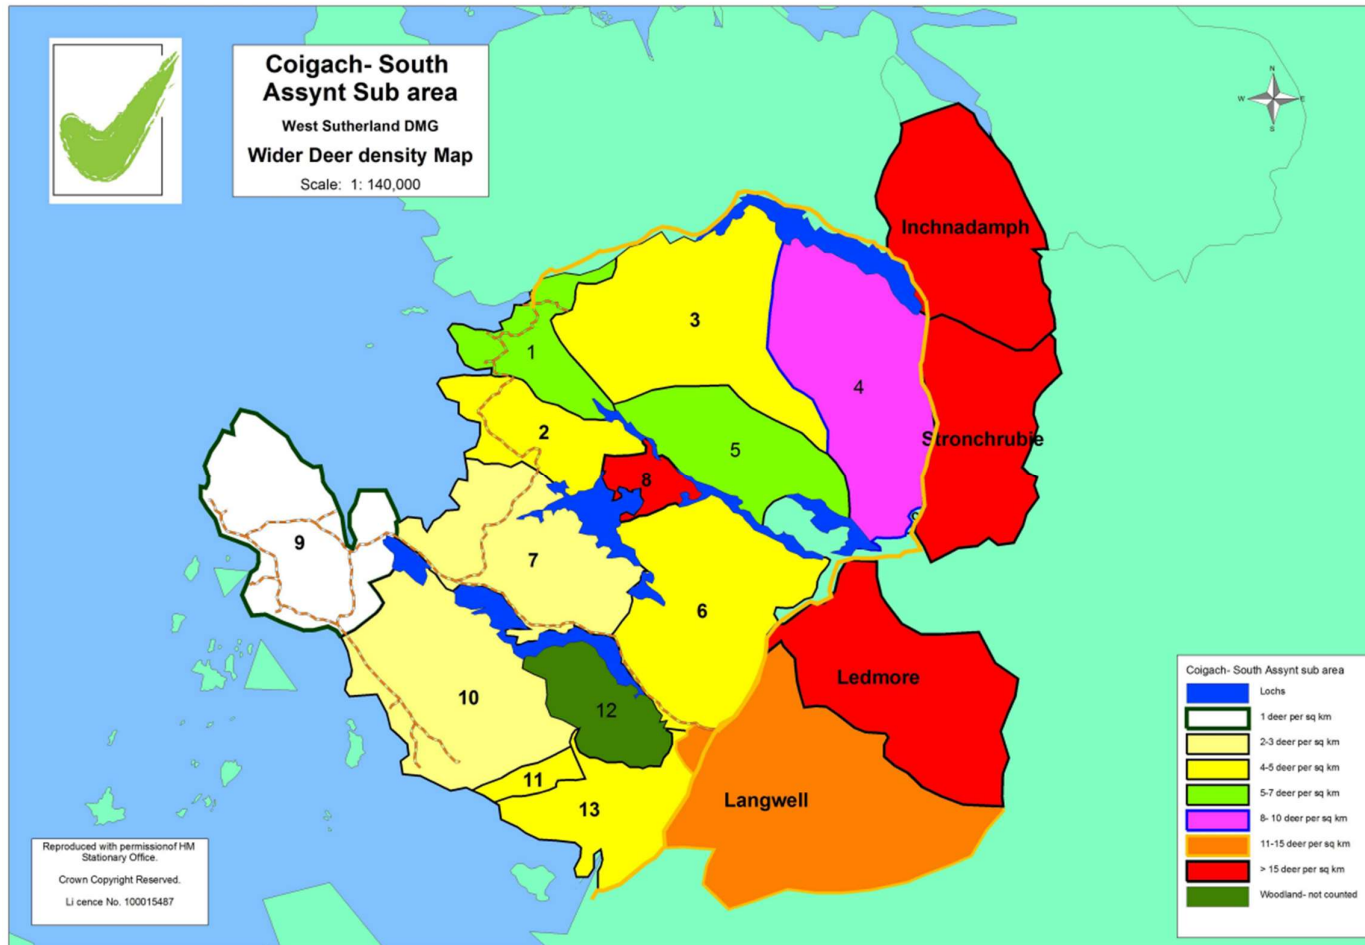 Coigach- South
Assynt Sub area
West Sutherland DMG
Wider Deer density Map
Scale: 1: 140,000
N
W
E
S
Inchnadamph
3
1
4
2
Stronchrubie
5
8
9
7
6
Ledmore
10
12
11
13
Langwell
Reproduced with permissionof HM
Stationary Office.
Crown Copyright Reserved.
Li cence No. 100015487
Coigach- South Assynt sub area
Lochs
1 deer per sq km
2-3 deer per sq km
4-5 deer per sq km
5-7 deer per sq km
8- 10 deer per sq km
11-15 deer per sq km
> 15 deer per sq km
Woodland- not counted